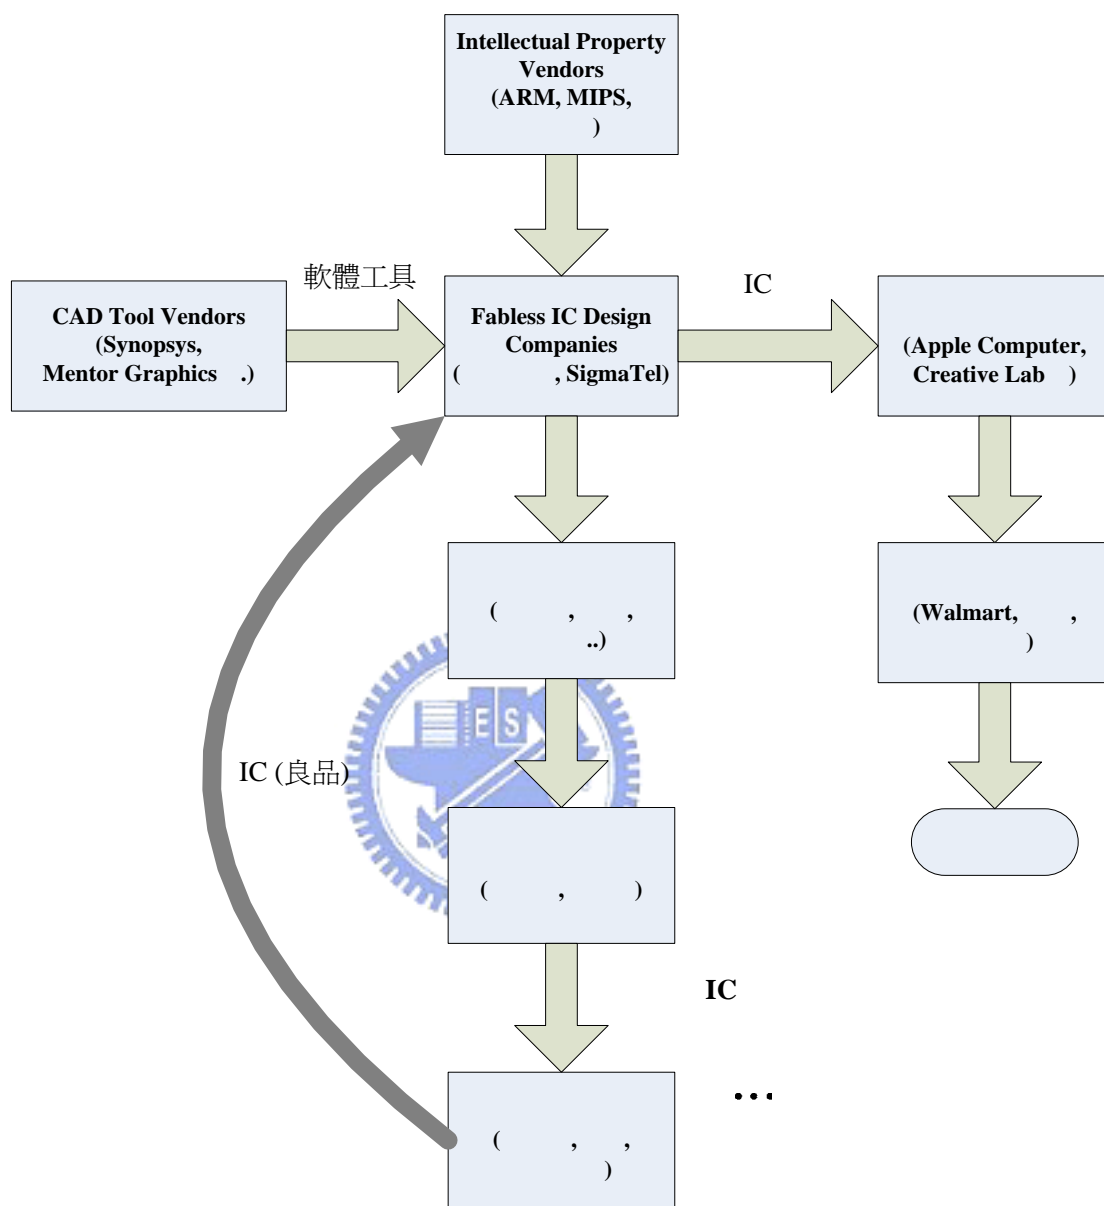 Intellectual Property
Vendors
(ARM, MIPS,
)
軟體工具
IC
CAD Tool Vendors
(Synopsys,
Mentor Graphics .)
Fabless IC Design
Companies
( , SigmaTel)
(Apple Computer,
Creative Lab )
( , ,
..)
(Walmart, ,
)
ES
IC (良品)
( , )
IC
...
( , ,
)